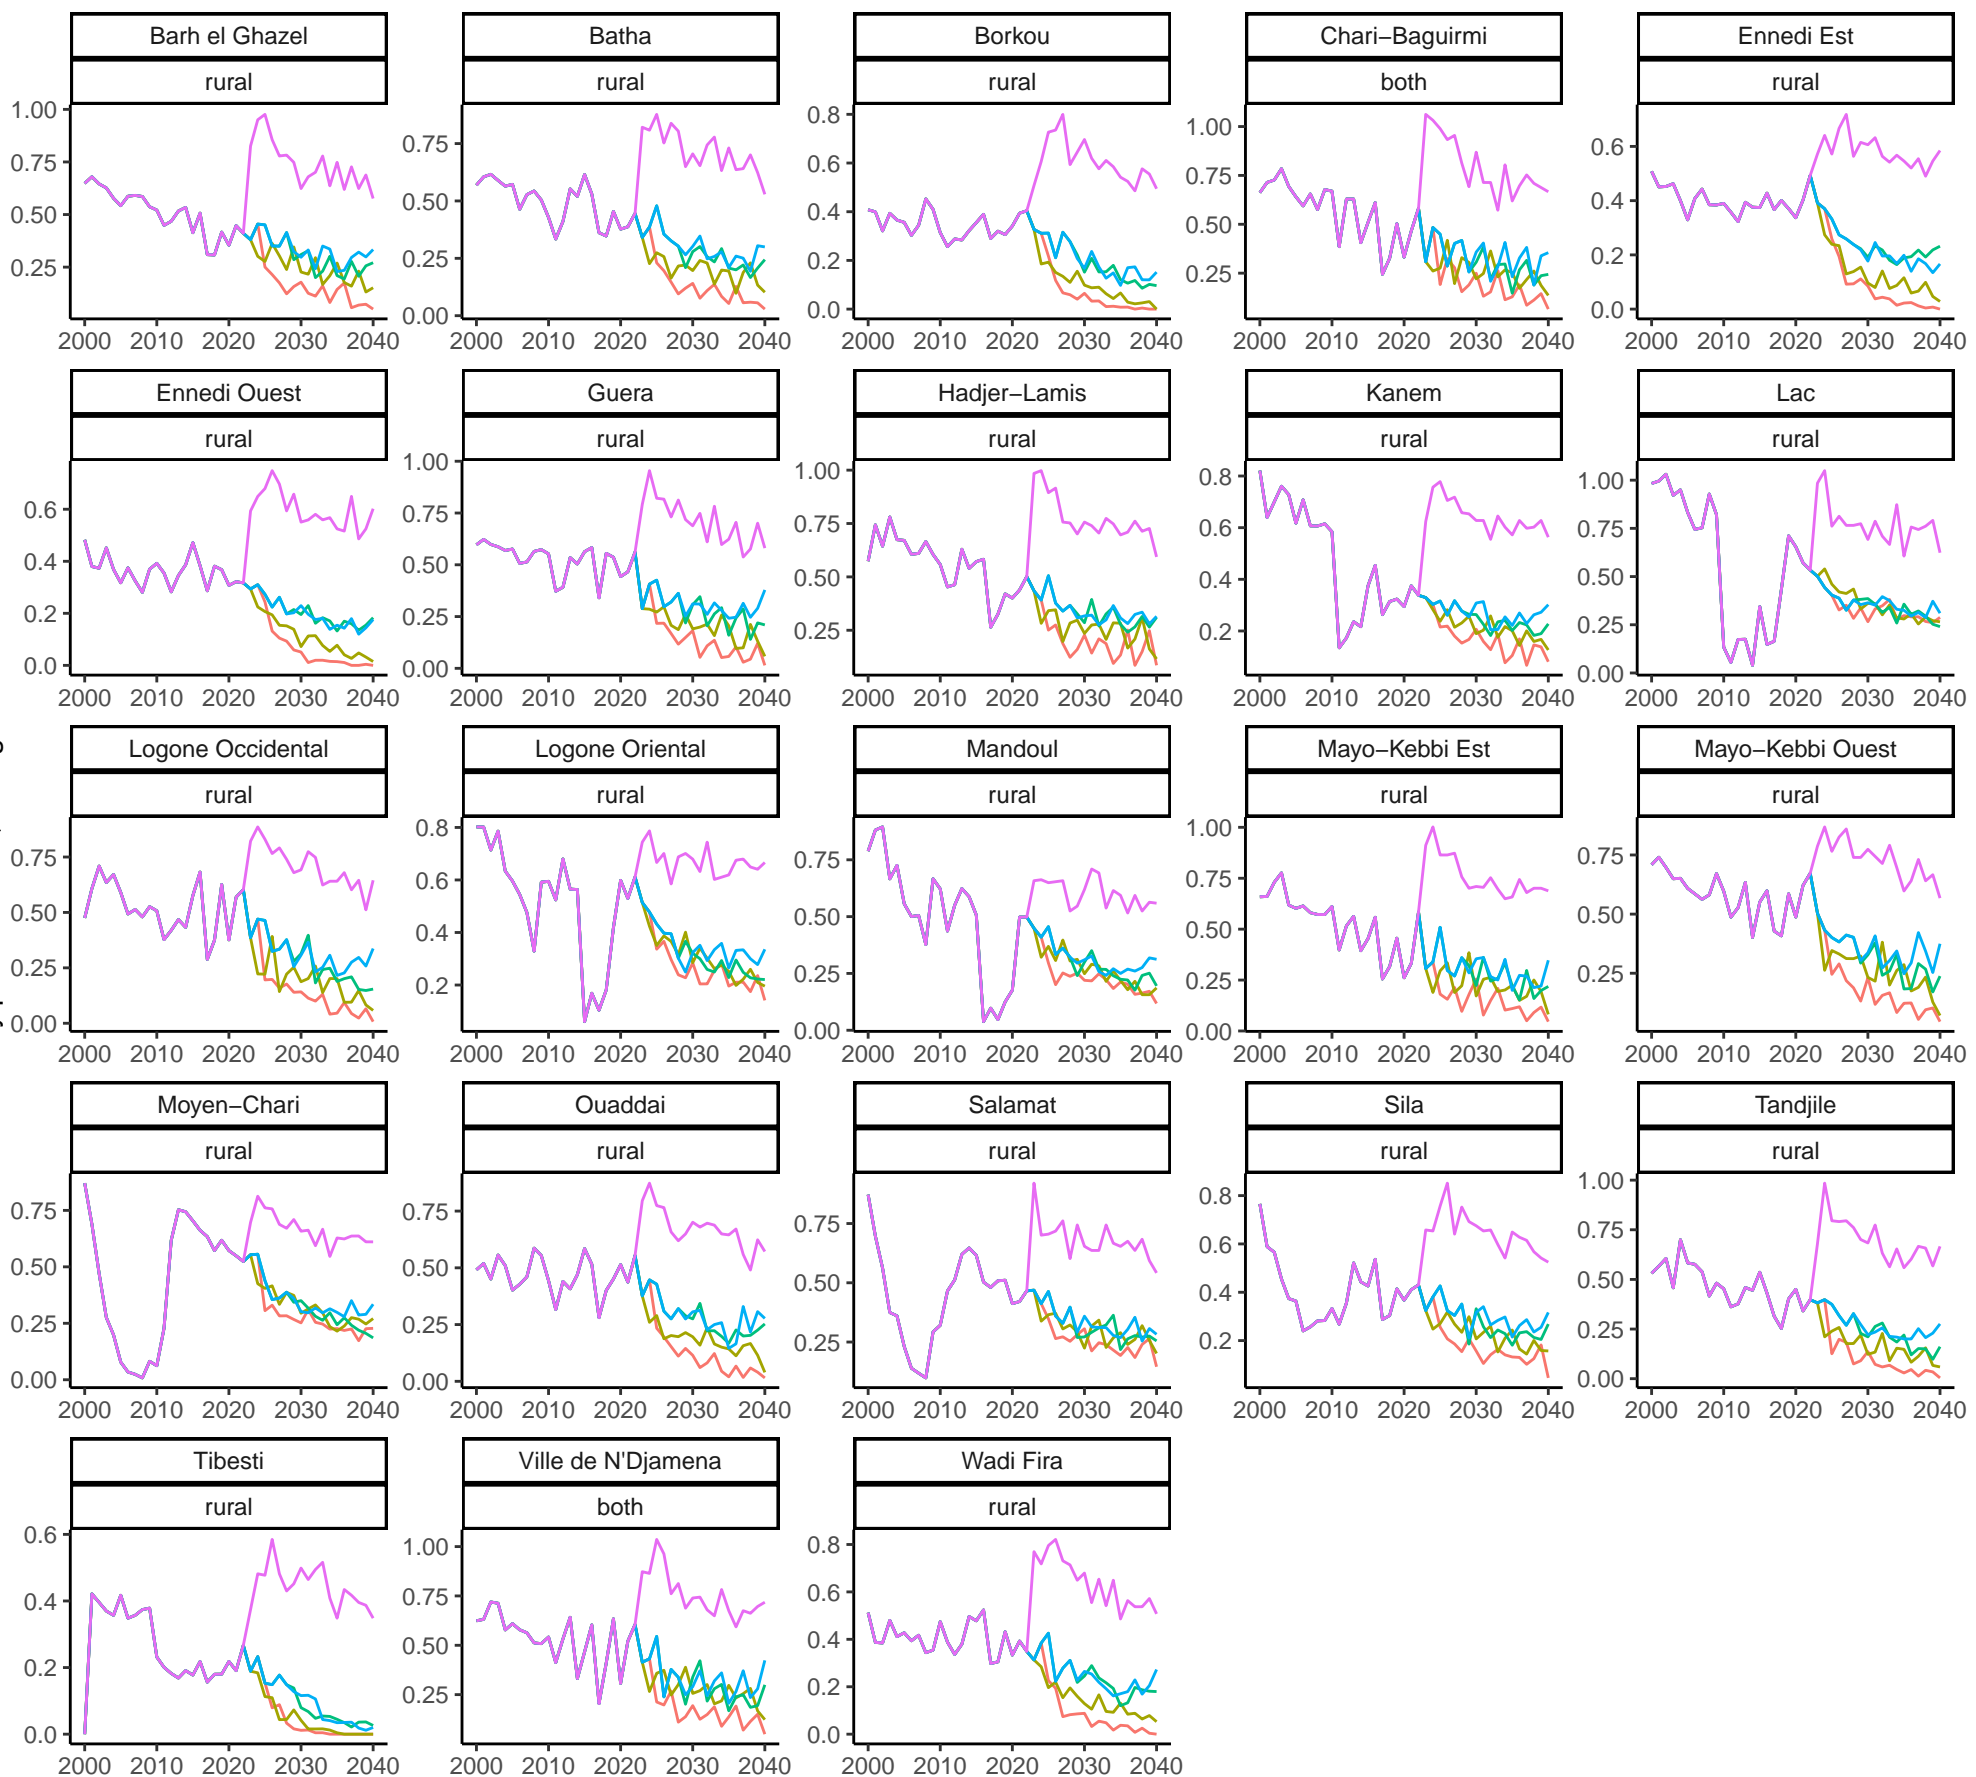 Barh el Ghazel
rural
Batha
rural
Borkou
rural
Chari−Baguirmi
both
Ennedi Est
rural
1.00
0.75
0.50
0.25
2000 2010 2020 2030 2040
0.75
0.50
0.25
0.00
2000 2010 2020 2030 2040
0.8
0.6
0.4
0.2
0.0
2000 2010 2020 2030 2040
1.00
0.75
0.50
0.25
2000 2010 2020 2030 2040
0.6
0.4
0.2
0.0
2000 2010 2020 2030 2040
Ennedi Ouest
rural
Guera
rural
Hadjer−Lamis
rural
Kanem
rural
Lac
rural
0.6
0.4
0.2
0.0
2000 2010 2020 2030 2040
1.00
0.75
0.50
0.25
0.00
2000 2010 2020 2030 2040
1.00
0.75
0.50
0.25
2000 2010 2020 2030 2040
0.8
0.6
0.4
0.2
2000 2010 2020 2030 2040
1.00
0.75
0.50
0.25
0.00
2000 2010 2020 2030 2040
Logone Occidental
rural
Logone Oriental
rural
Mandoul
rural
Mayo−Kebbi Est
rural
Mayo−Kebbi Ouest
rural
0.75
0.50
0.25
0.00
2000 2010 2020 2030 2040
0.8
0.6
0.4
0.2
2000 2010 2020 2030 2040
0.75
0.50
0.25
0.00
2000 2010 2020 2030 2040
1.00
0.75
0.50
0.25
0.00
2000 2010 2020 2030 2040
0.75
0.50
0.25
2000 2010 2020 2030 2040
Moyen−Chari
rural
Ouaddai
rural
Salamat
rural
Sila
rural
Tandjile
rural
0.75
0.50
0.25
0.00
2000 2010 2020 2030 2040
0.75
0.50
0.25
0.00
2000 2010 2020 2030 2040
0.75
0.50
0.25
2000 2010 2020 2030 2040
0.8
0.6
0.4
0.2
2000 2010 2020 2030 2040
1.00
0.75
0.50
0.25
0.00
2000 2010 2020 2030 2040
Tibesti
rural
Ville de N'Djamena
both
Wadi Fira
rural
0.6
0.4
0.2
0.0
2000 2010 2020 2030 2040
1.00
0.75
0.50
0.25
2000 2010 2020 2030 2040
0.8
0.6
0.4
0.2
0.0
2000 2010 2020 2030 2040